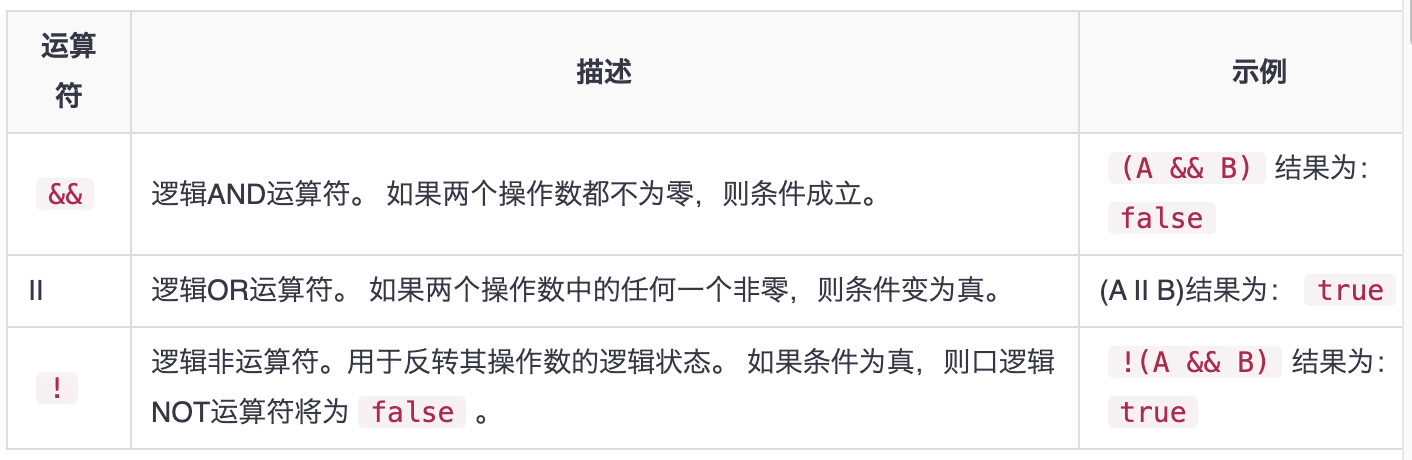 运算
符
描述
示例
&&
逻辑AND运算符。 如果两个操作数都不为零，则条件成立。
(A && B) 结果为：
false
II
逻辑OR运算符。 如果两个操作数中的任何一个非零，则条件变为真。
(A II B)结果为： true
!
逻辑非运算符。用于反转其操作数的逻辑状态。 如果条件为真，则口逻辑
NOT运算符将为 false 。
!(A && B) 结果为：
true